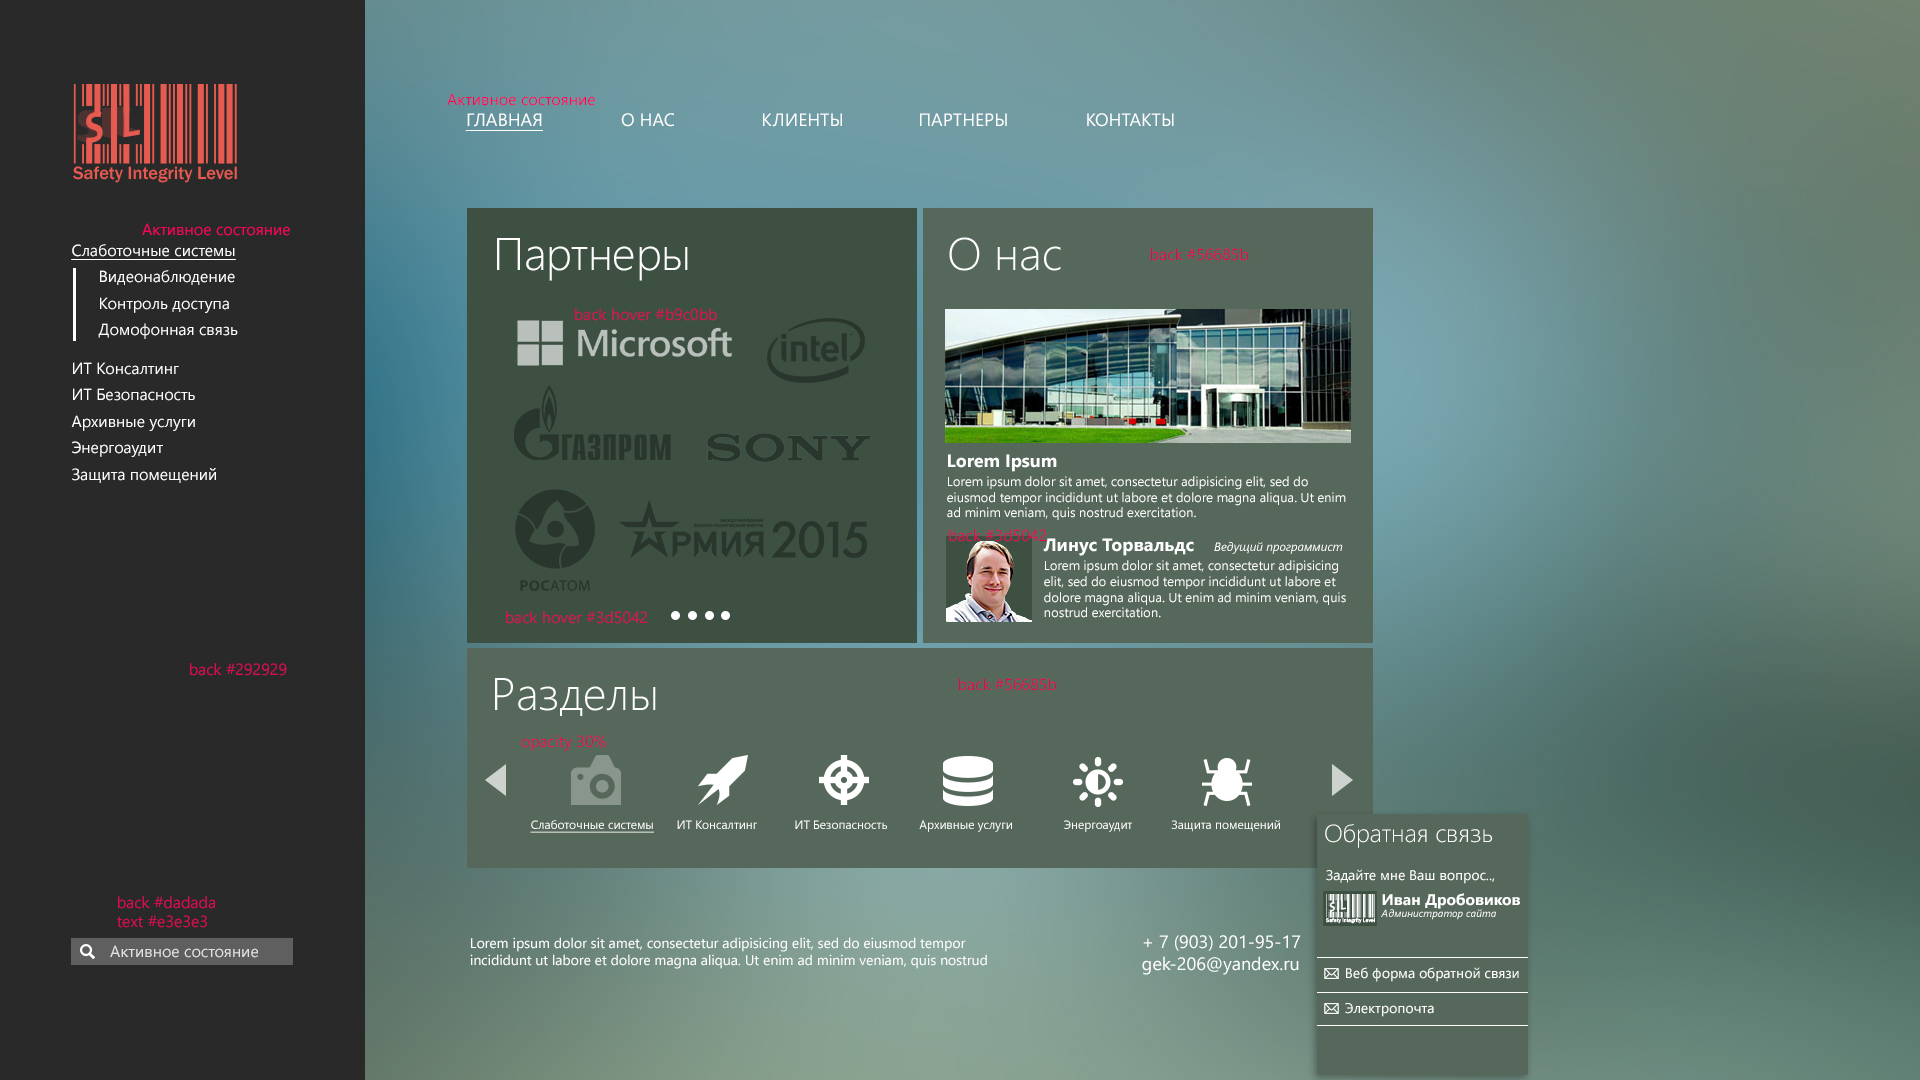 SIL
Safety Integrity Level
Активное состояние
Слаботочные системы
Видеонаблюдение
Контроль доступа
Домофонная связь
ИТ Консалтинг
ИТ Безопасность
Архивные услуги
Энергоаудит
Защита помещений
back #292929
back #dadada
text #e3e3e3
Активное состояние
Активное состояние
ГЛАВНАЯ
О НАС
КЛИЕНТЫ
ПАРТНЕРЫ
КОНТАКТЫ
Партнеры
back hover #b9c0bb
Microsoft
intel
ГАЗПРОМ
SONY
РОСАТОМ
АРМИЯ 2015
back hover #3d5042
О нас
back #56685b
Lorem Ipsum
Lorem ipsum dolor sit amet, consectetur adipisicing elit, sed do
eiusmod tempor incididunt ut labore et dolore magna aliqua. Ut enim
ad minim veniam, quis nostrud exercitation.
back #3d5042
Линус Торвальдс
Ведущий программист
Lorem ipsum dolor sit amet, consectetur adipisicing
elit, sed do eiusmod tempor incididunt ut labore et
dolore magna aliqua. Ut enim ad minim veniam, quis
nostrud exercitation.
Разделы
back #56685b
opacity 30%
Слаботочные системы
ИТ Консалтинг
ИТ Безопасность
Архивные услуги
Энергоаудит
Защита помещений
Lorem ipsum dolor sit amet, consectetur adipisicing elit, sed do eiusmod tempor
incididunt ut labore et dolore magna aliqua. Ut enim ad minim veniam, quis nostrud
+ 7 (903) 201-95-17
gek-206@yandex.ru
Обратная связь
Задайте мне Ваш вопрос..,
SIL
Safety Integrity Level
Иван Дробовиков
Администратор сайта
Веб форма обратной связи
Электропочта